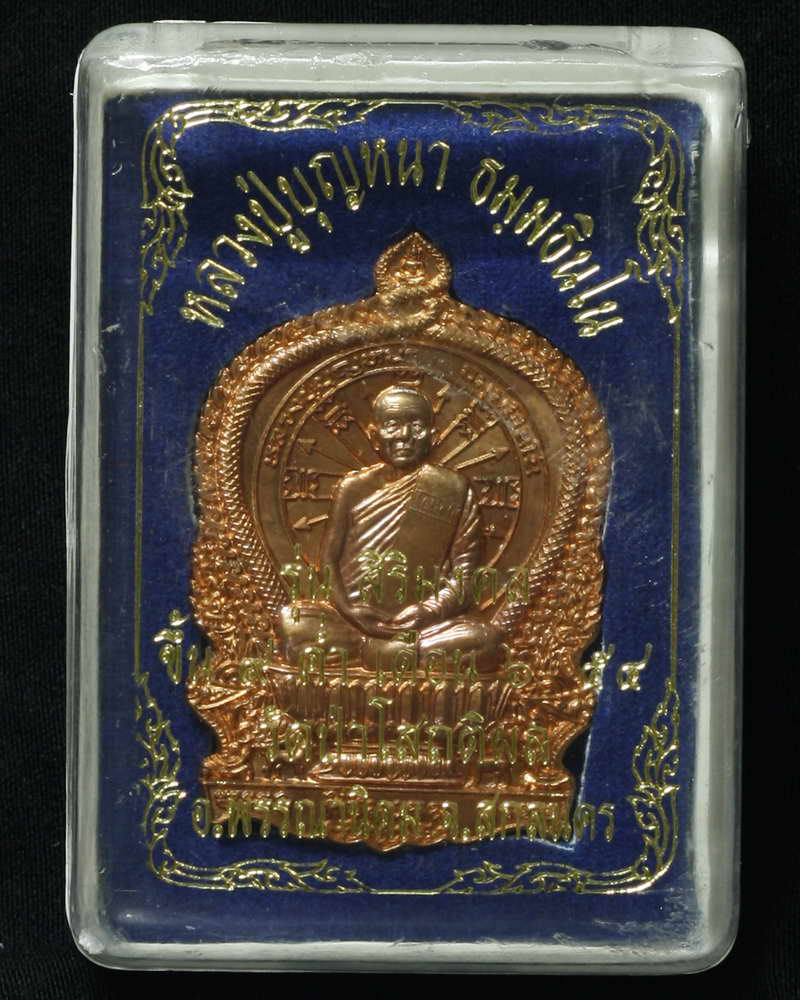 หลวงปู่บุญหนา ธมฺมธินโน
รุ่น สิริมงคล
ขึ้น ๙ ค่ำ เดือน ๖ ๕๔
วัดป่าโสตถิผล
อ.พรรณานิคม จ.สกลนคร